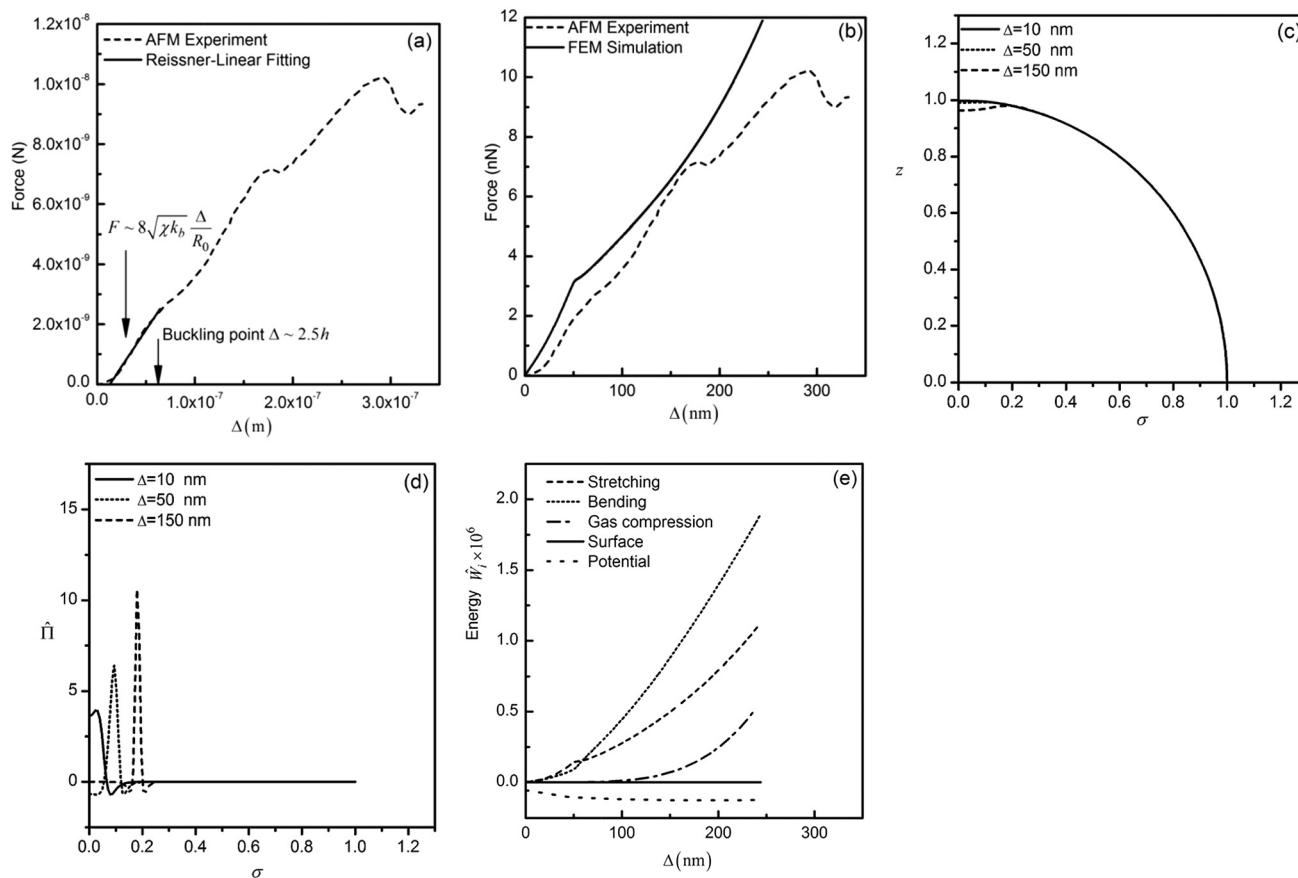 (a)
AFM Experiment
Reissner-Linear Fitting
1.2x10⁻⁸
1.0x10⁻⁸
8.0x10⁻⁹
6.0x10⁻⁹
4.0x10⁻⁹
2.0x10⁻⁹
0.0
Force (N)
F ~ 8√(χk_b) Δ/R₀
Buckling point Δ ~ 2.5h
0.0 1.0x10⁻⁷ 2.0x10⁻⁷ 3.0x10⁻⁷
Δ(m)
(b)
AFM Experiment
FEM Simulation
12
10
8
6
4
2
0
Force (nN)
0 100 200 300
Δ(nm)
(c)
Δ=10 nm
Δ=50 nm
Δ=150 nm
1.2
1.0
0.8
0.6
0.4
0.2
0.0
z
0.0 0.2 0.4 0.6 0.8 1.0 1.2
σ
(d)
Δ=10 nm
Δ=50 nm
Δ=150 nm
15
10
5
0
Π̂
0.0 0.2 0.4 0.6 0.8 1.0 1.2
σ
(e)
Stretching
Bending
Gas compression
Surface
Potential
2.0
1.5
1.0
0.5
0.0
Energy Ŵᵢ×10⁶
0 100 200 300
Δ(nm)